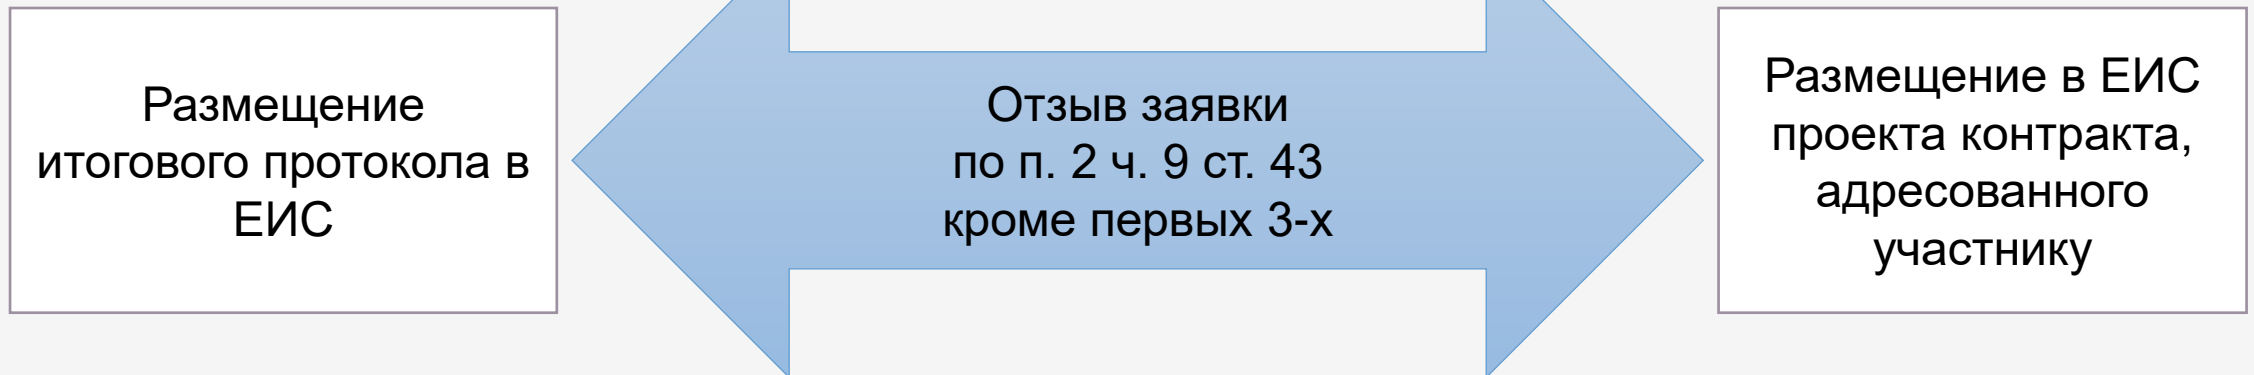 Размещение
итогового протокола в
ЕИС
Отзыв заявки
по п. 2 ч. 9 ст. 43
кроме первых 3-х
Размещение в ЕИС
проекта контракта,
адресованного
участнику